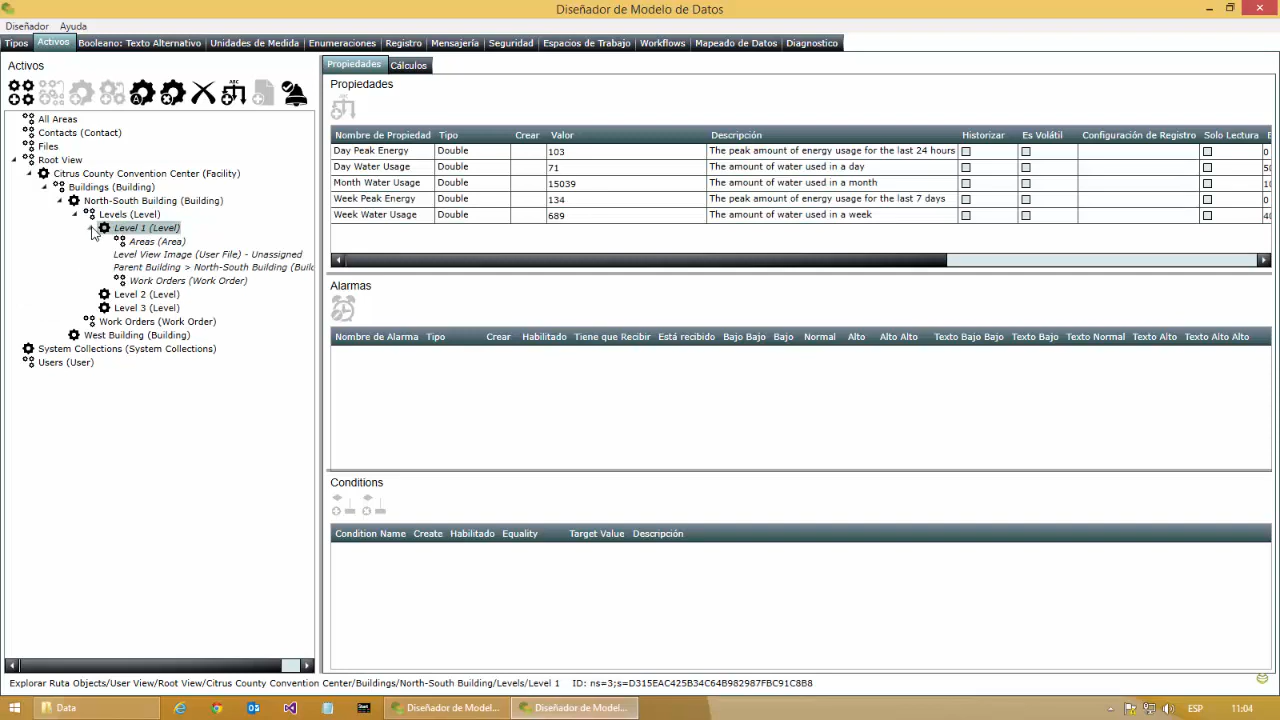 Diseñador de Modelo de Datos
Diseñador Ayuda
Tipos Activos Booleano: Texto Alternativo Unidades de Medida Enumeraciones Registro Mensajería Seguridad Espacios de Trabajo Workflows Mapeado de Datos Diagnostico
Activos
All Areas
Contacts (Contact)
Files
Root View
Citrus County Convention Center (Facility)
Buildings (Building)
North-South Building (Building)
Levels (Level)
Level 1 (Level)
Areas (Area)
Level View Image (User File) - Unassigned
Parent Building > North-South Building (Buil
Work Orders (Work Order)
Level 2 (Level)
Level 3 (Level)
Work Orders (Work Order)
West Building (Building)
System Collections (System Collections)
Users (User)
Propiedades Cálculos
Propiedades
Nombre de Propiedad Tipo Crear Valor Descripción Historizar Es Volátil Configuración de Registro Solo Lectura E
Day Peak Energy Double 103 The peak amount of energy usage for the last 24 hours 0
Day Water Usage Double 71 The amount of water used in a day 50
Month Water Usage Double 15039 The amount of water used in a month 10
Week Peak Energy Double 134 The peak amount of energy usage for the last 7 days 0
Week Water Usage Double 689 The amount of water used in a week 40
Alarmas
Nombre de Alarma Tipo Crear Habilitado Tiene que Recibir Está recibido Bajo Bajo Bajo Normal Alto Alto Alto Texto Bajo Bajo Texto Bajo Texto Normal Texto Alto Texto Alto Alto
Conditions
Condition Name Create Habilitado Equality Target Value Descripción
Explorar Ruta Objects/User View/Root View/Citrus County Convention Center/Buildings/North-South Building/Levels/Level 1 ID: ns=3;s=D315EAC425B34C64B982987FBC91C8B8
Data Diseñador de Model... Diseñador de Model... ESP 11:04